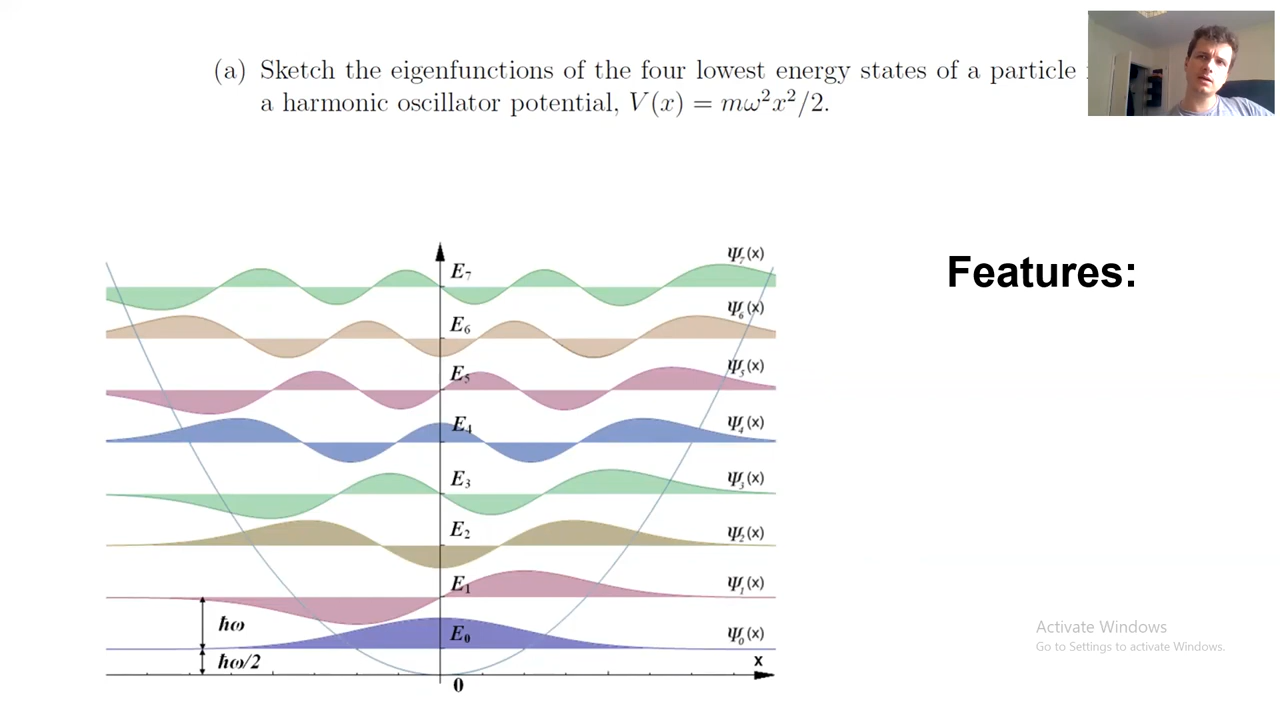 (a) Sketch the eigenfunctions of the four lowest energy states of a particle
a harmonic oscillator potential, V(x) = mω²x²/2.
Features:
Ψ₇(x)
E₇
Ψ₆(x)
E₆
Ψ₅(x)
E₅
Ψ₄(x)
E₄
Ψ₃(x)
E₃
Ψ₂(x)
E₂
Ψ₁(x)
E₁
ħω
Ψ₀(x)
E₀
ħω/2
x
0
Activate Windows
Go to Settings to activate Windows.